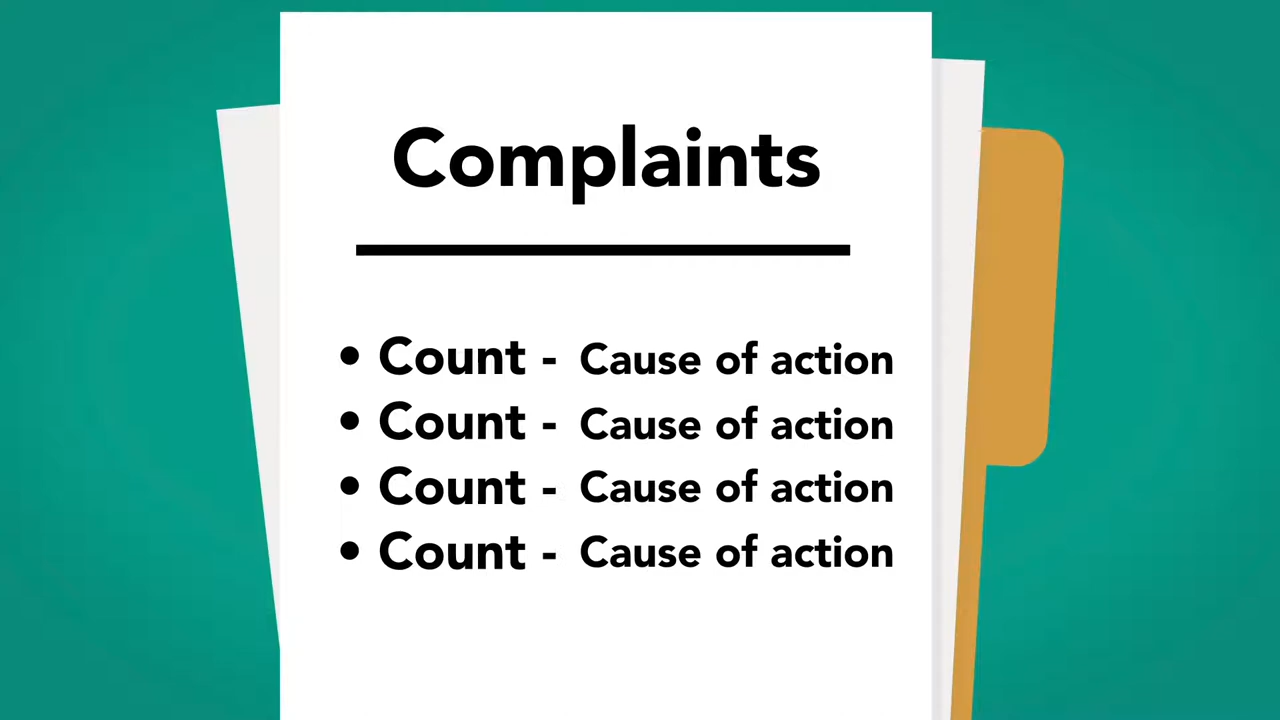 Complaints
• Count - Cause of action
• Count - Cause of action
• Count - Cause of action
• Count - Cause of action